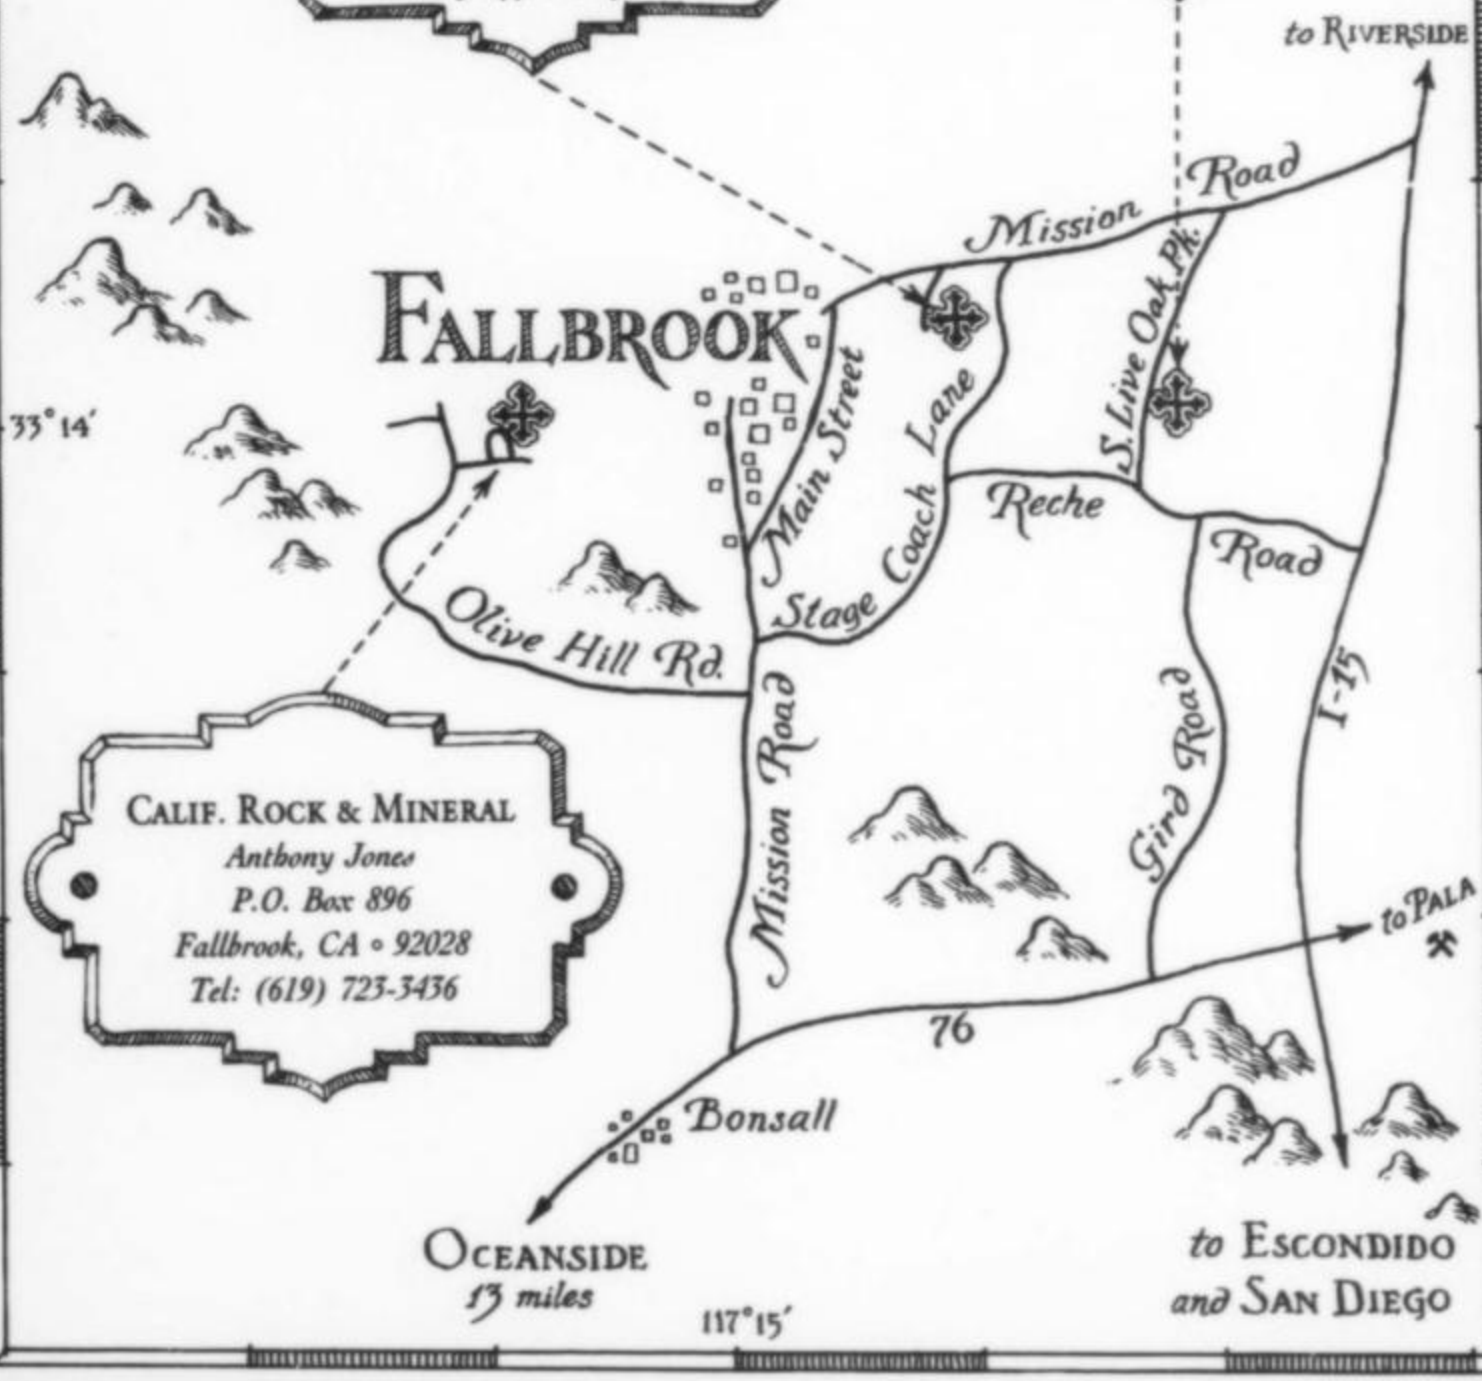 to RIVERSIDE
Mission Road
FALLBROOK
S. Live Oak Pk.
33° 14'
Main Street
Stage Coach Lane
Reche Road
Olive Hill Rd.
I-15
Mission Road
Gird Road
CALIF. ROCK & MINERAL
Anthony Jones
P.O. Box 896
Fallbrook, CA ∘ 92028
Tel: (619) 723-3436
to PALA
76
Bonsall
OCEANSIDE
13 miles
to ESCONDIDO
and SAN DIEGO
117° 15'